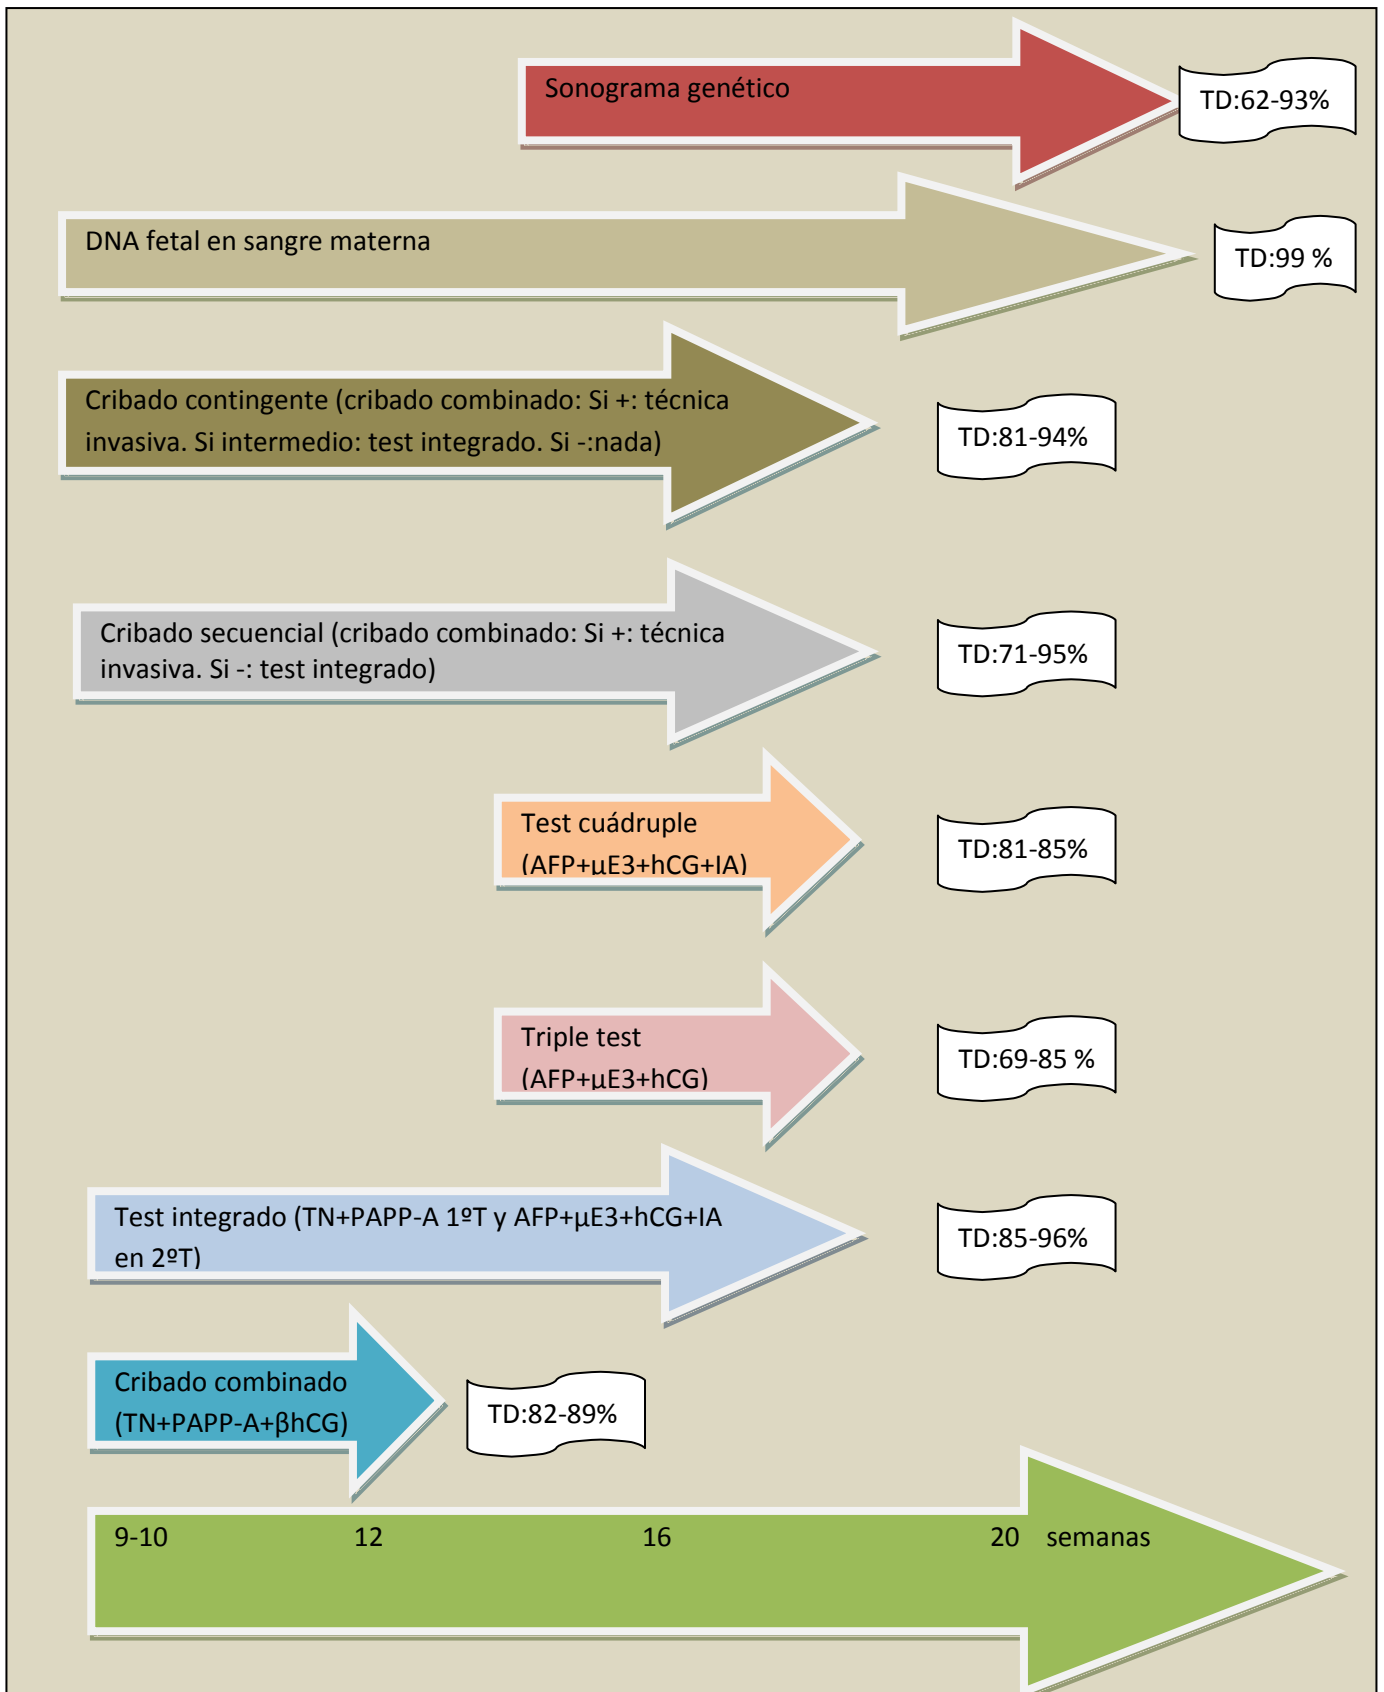 Sonograma genético
TD:62-93%
DNA fetal en sangre materna
TD:99 %
Cribado contingente (cribado combinado: Si +: técnica
invasiva. Si intermedio: test integrado. Si -:nada)
TD:81-94%
Cribado secuencial (cribado combinado: Si +: técnica
invasiva. Si -: test integrado)
TD:71-95%
Test cuádruple
(AFP+µE3+hCG+IA)
TD:81-85%
Triple test
(AFP+µE3+hCG)
TD:69-85 %
Test integrado (TN+PAPP-A 1ºT y AFP+µE3+hCG+IA
en 2ºT)
TD:85-96%
Cribado combinado
(TN+PAPP-A+βhCG)
TD:82-89%
9-10 12 16 20 semanas